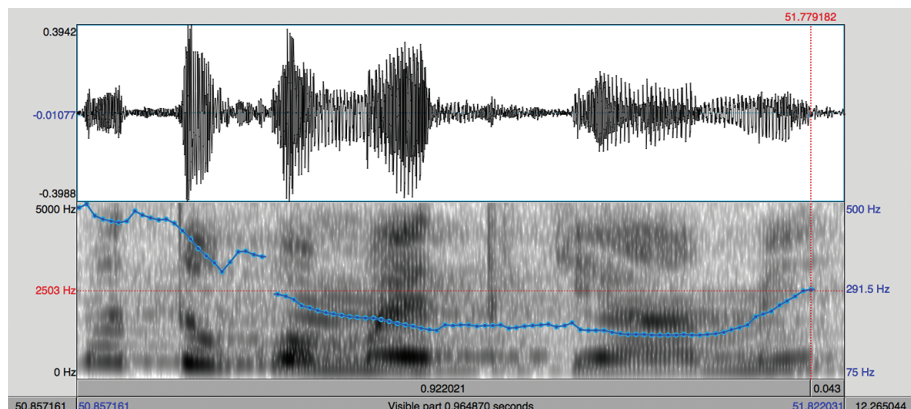 51.779182
0.3942
-0.01077
-0.3988
5000 Hz 500 Hz
2503 Hz 291.5 Hz
0 Hz 75 Hz
0.922021 0.043
50.857161 50.857161 Visible part 0.964870 seconds 51.822031 12.265044